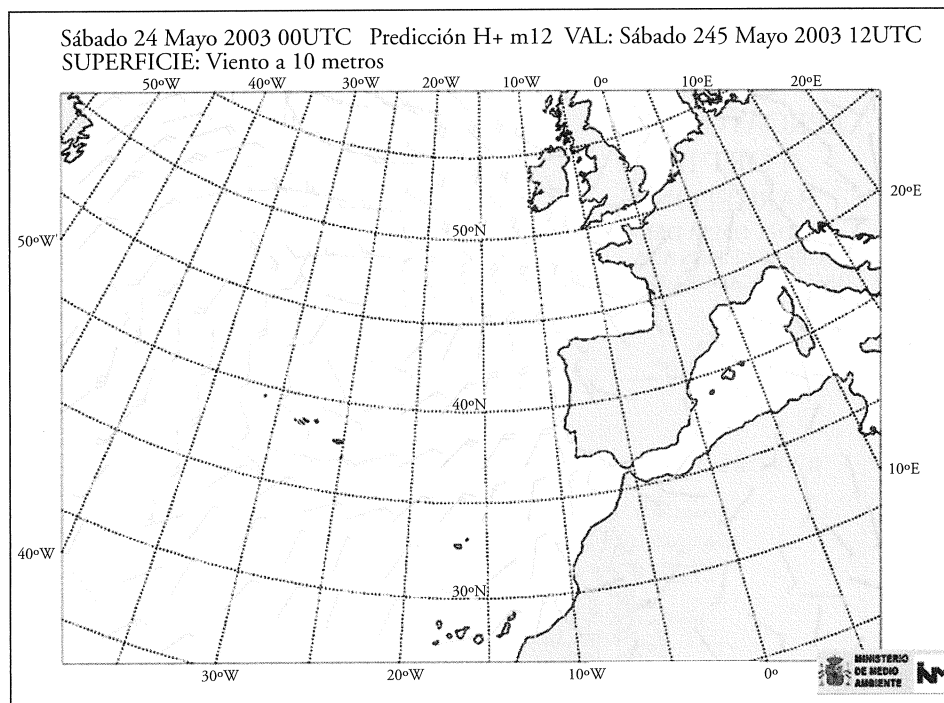 Sábado 24 Mayo 2003 00UTC Predicción H+ m12 VAL: Sábado 245 Mayo 2003 12UTC
SUPERFICIE: Viento a 10 metros
50ºW 40ºW 30ºW 20ºW 10ºW 0º 10ºE 20ºE
20ºE
50ºW
50ºN
40ºN
10ºE
40ºW
30ºN
30ºW 20ºW 10ºW 0º
MINISTERIO
DE MEDIO
AMBIENTE